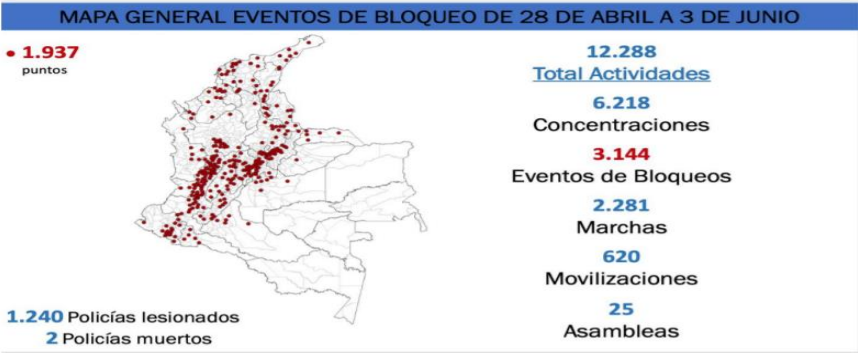 MAPA GENERAL EVENTOS DE BLOQUEO DE 28 DE ABRIL A 3 DE JUNIO
1.937
puntos
12.288
Total Actividades
6.218
Concentraciones
3.144
Eventos de Bloqueos
2.281
Marchas
620
Movilizaciones
25
Asambleas
1.240 Policías lesionados
2 Policías muertos